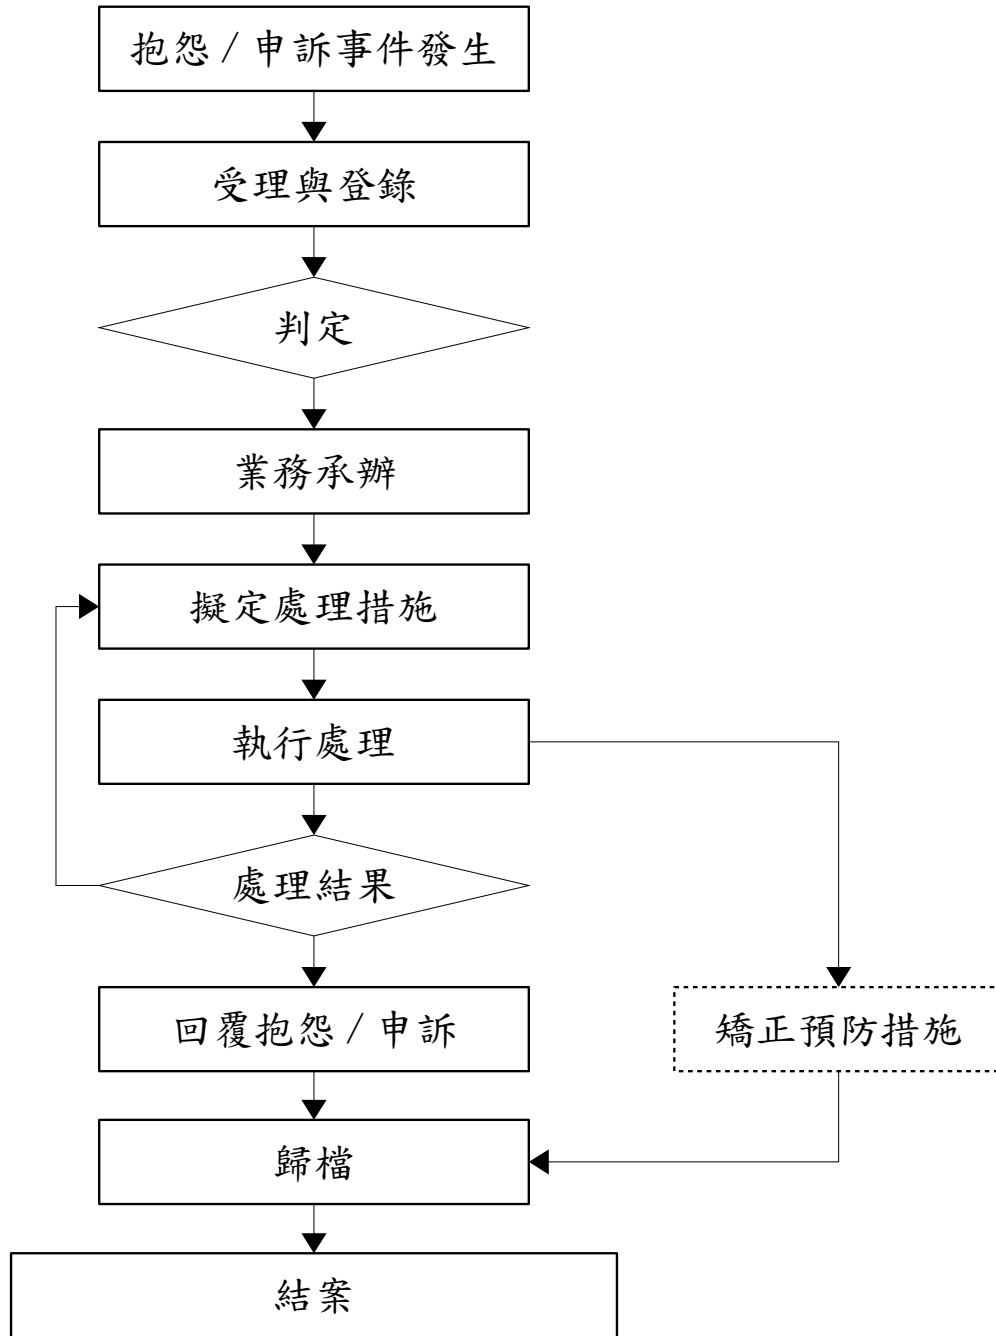 抱怨／申訴事件發生
受理與登錄
判定
業務承辦
擬定處理措施
執行處理
處理結果
回覆抱怨／申訴
矯正預防措施
歸檔
結案